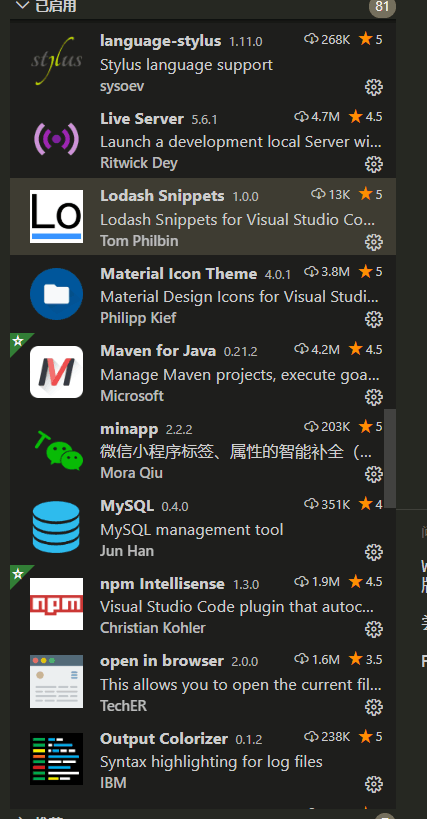 已启用 81
language-stylus 1.11.0 268K 5
Stylus language support
sysoev
Live Server 5.6.1 4.7M 4.5
Launch a development local Server wi...
Ritwick Dey
Lodash Snippets 1.0.0 13K 5
Lodash Snippets for Visual Studio Co...
Tom Philbin
Material Icon Theme 4.0.1 3.8M 5
Material Design Icons for Visual Studi...
Philipp Kief
Maven for Java 0.21.2 4.2M 4.5
Manage Maven projects, execute goa...
Microsoft
minapp 2.2.2 203K 5
微信小程序标签、属性的智能补全（...
Mora Qiu
MySQL 0.4.0 351K 4
MySQL management tool
Jun Han
npm Intellisense 1.3.0 1.9M 4.5
Visual Studio Code plugin that autoc...
Christian Kohler
open in browser 2.0.0 1.6M 3.5
This allows you to open the current fil...
TechER
Output Colorizer 0.1.2 238K 5
Syntax highlighting for log files
IBM